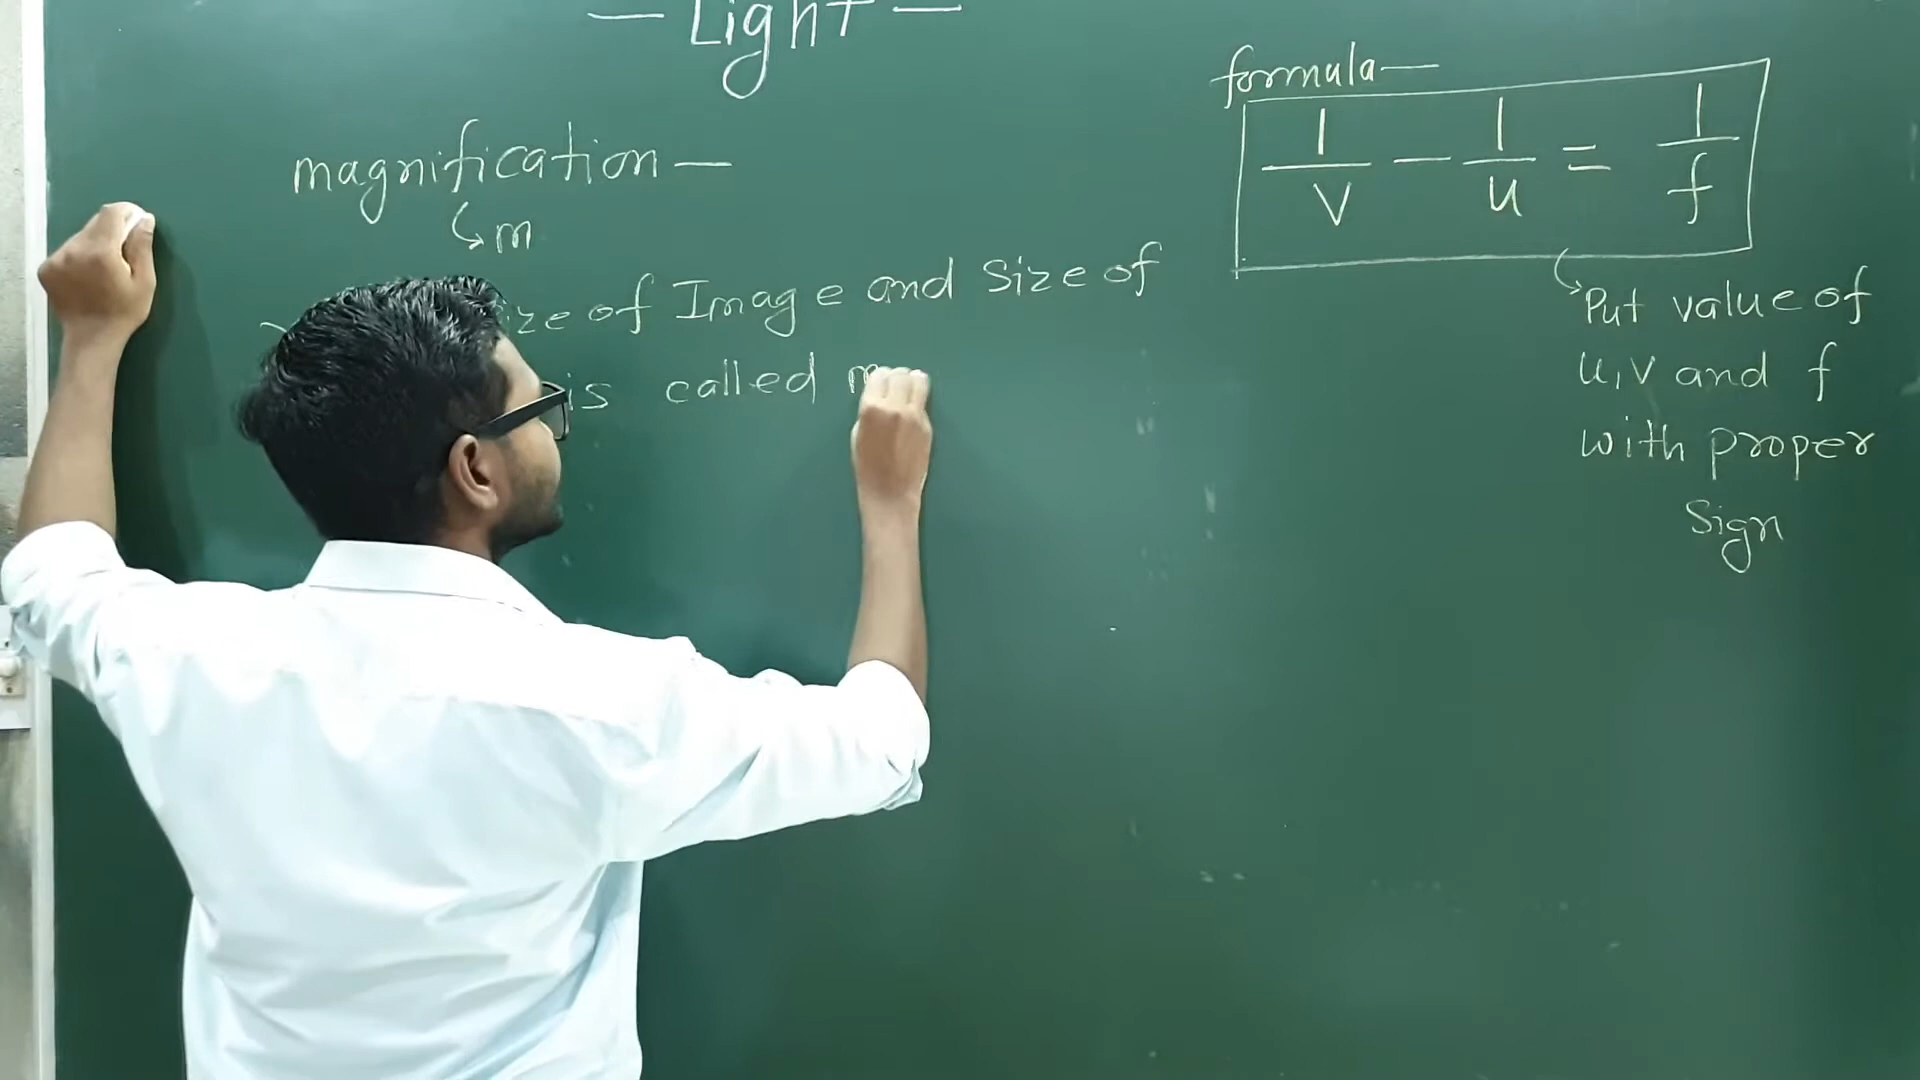 — Light —
magnification —
↳ m
of Image and Size of
is called
formula —
1/v - 1/u = 1/f
↳ Put value of
u, v and f
with proper
Sign